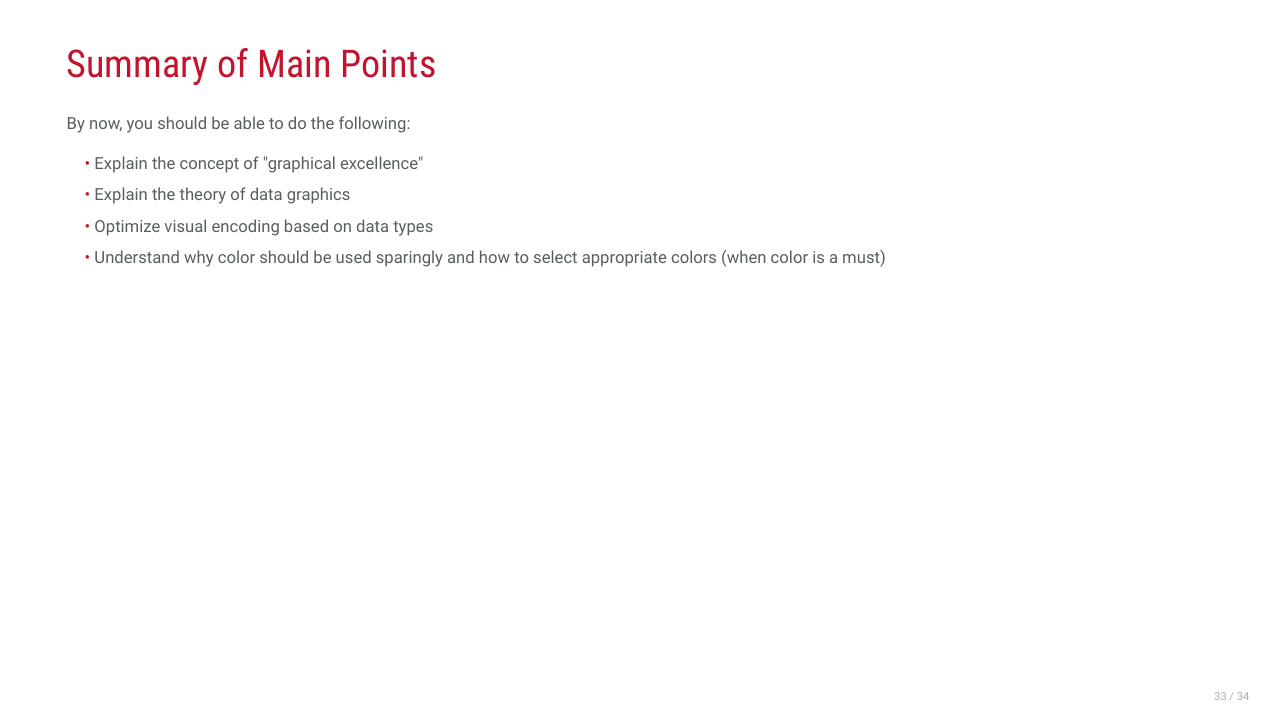 Summary of Main Points
By now, you should be able to do the following:
• Explain the concept of "graphical excellence"
• Explain the theory of data graphics
• Optimize visual encoding based on data types
• Understand why color should be used sparingly and how to select appropriate colors (when color is a must)
33 / 34